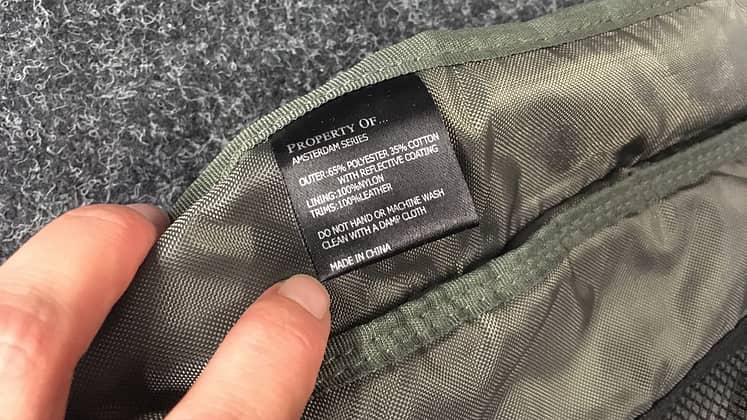 PROPERTY OF...
AMSTERDAM SERIES
OUTER:65% POLYESTER 35% COTTON
WITH REFLECTIVE COATING
LINING:100%NYLON
TRIMS:100%LEATHER
DO NOT HAND OR MACHINE WASH
CLEAN WITH A DAMP CLOTH
MADE IN CHINA